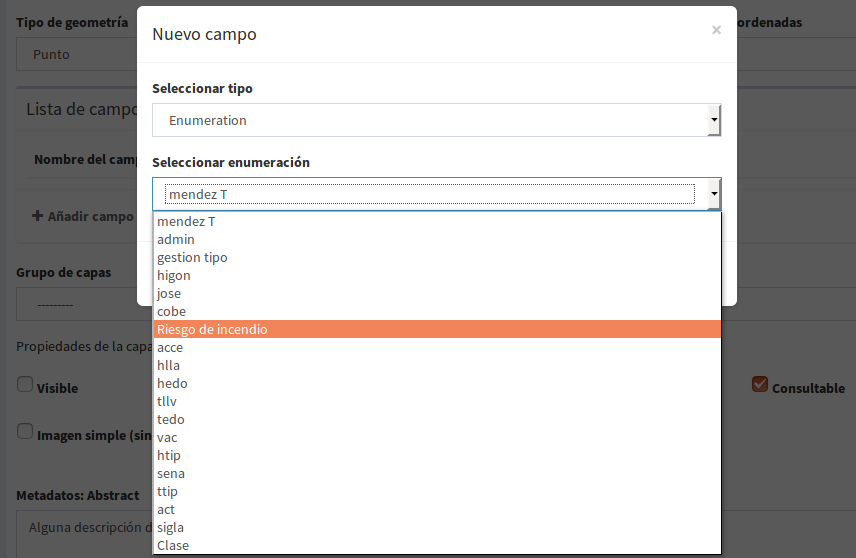 Tipo de geometría
ordenadas
Punto
Nuevo campo
×
Seleccionar tipo
Enumeration
Seleccionar enumeración
mendez T
mendez T
admin
gestion tipo
higon
jose
cobe
Riesgo de incendio
acce
hlla
hedo
tllv
tedo
vac
htip
sena
ttip
act
sigla
Clase
Lista de campo
Nombre del camp
+ Añadir campo
Grupo de capas
---------
Propiedades de la capa
Visible
Consultable
Imagen simple (sin
Metadatos: Abstract
Alguna descripción d